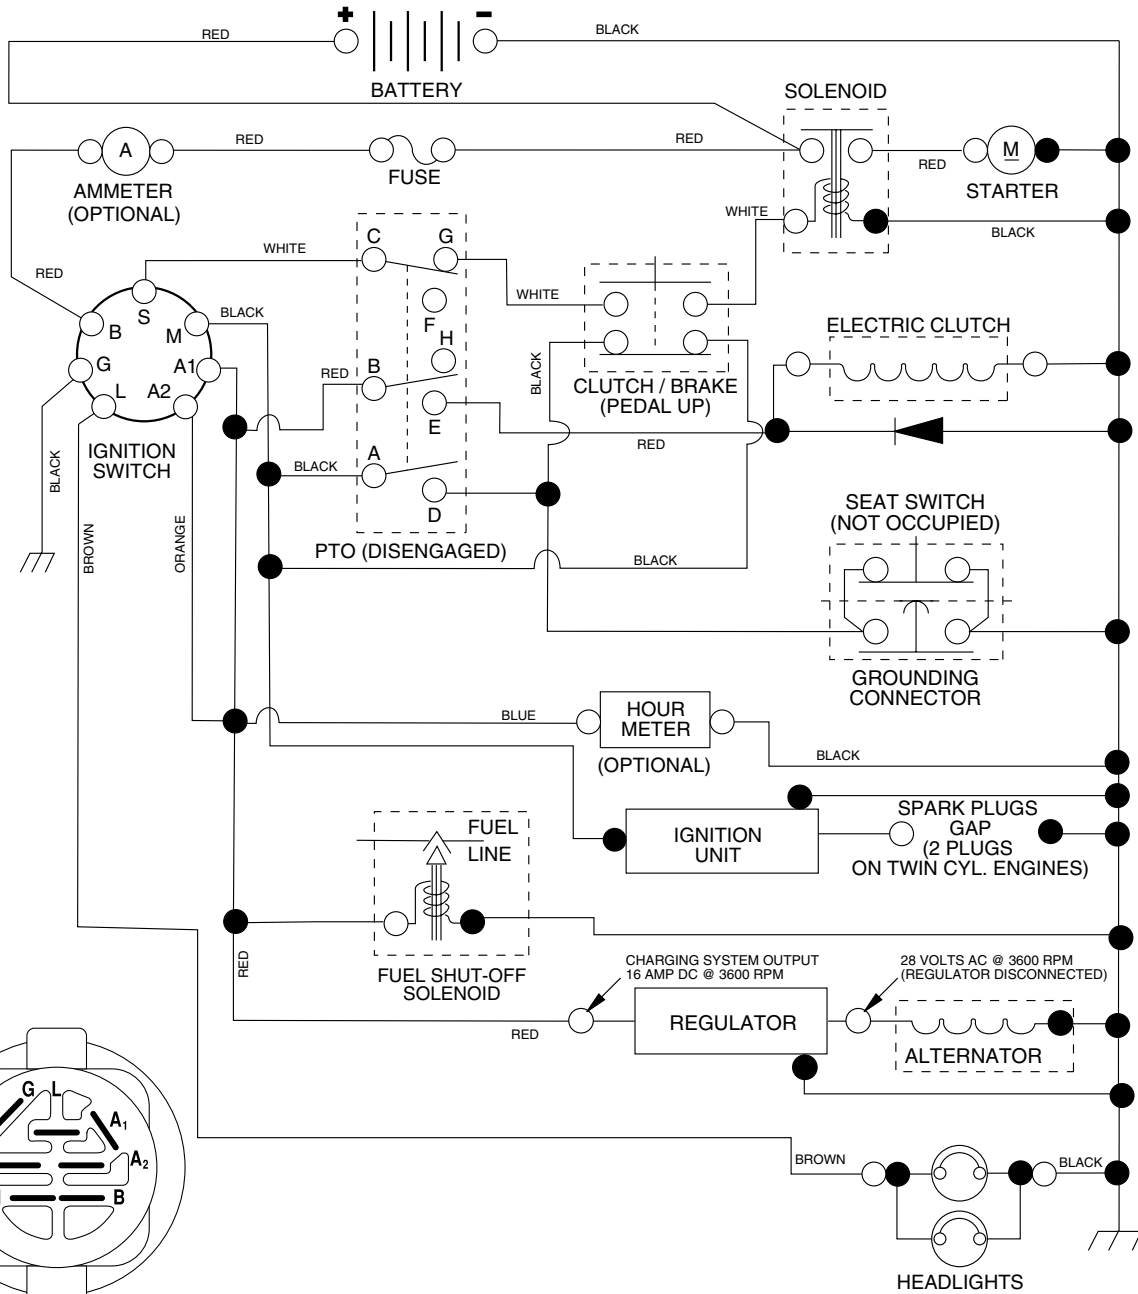 + −
RED
BLACK
BATTERY
SOLENOID
RED
RED
A
M
RED
FUSE
AMMETER
(OPTIONAL)
STARTER
WHITE
BLACK
WHITE
C G
RED
WHITE
S
BLACK
F
B M
ELECTRIC CLUTCH
H
G A1
B
RED
BLACK
CLUTCH / BRAKE
(PEDAL UP)
L A2
E
RED
IGNITION
SWITCH
A
BLACK
BLACK
D
SEAT SWITCH
(NOT OCCUPIED)
BROWN
ORANGE
PTO (DISENGAGED)
BLACK
GROUNDING
CONNECTOR
BLUE
HOUR
METER
(OPTIONAL)
BLACK
SPARK PLUGS
GAP
(2 PLUGS
ON TWIN CYL. ENGINES)
IGNITION
UNIT
FUEL
LINE
RED
FUEL SHUT-OFF
SOLENOID
CHARGING SYSTEM OUTPUT
16 AMP DC @ 3600 RPM
28 VOLTS AC @ 3600 RPM
(REGULATOR DISCONNECTED)
RED
REGULATOR
ALTERNATOR
G L
A1
A2
B
BROWN
BLACK
HEADLIGHTS